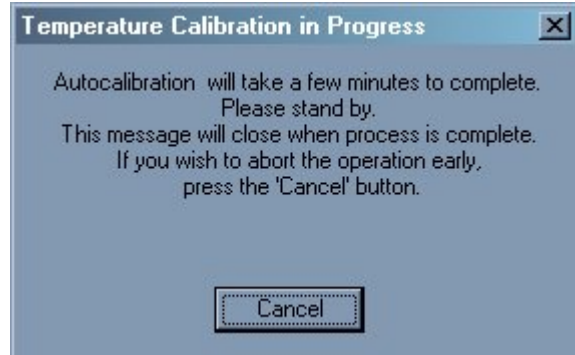 Temperature Calibration in Progress
Autocalibration will take a few minutes to complete.
Please stand by.
This message will close when process is complete.
If you wish to abort the operation early,
press the 'Cancel' button.
Cancel